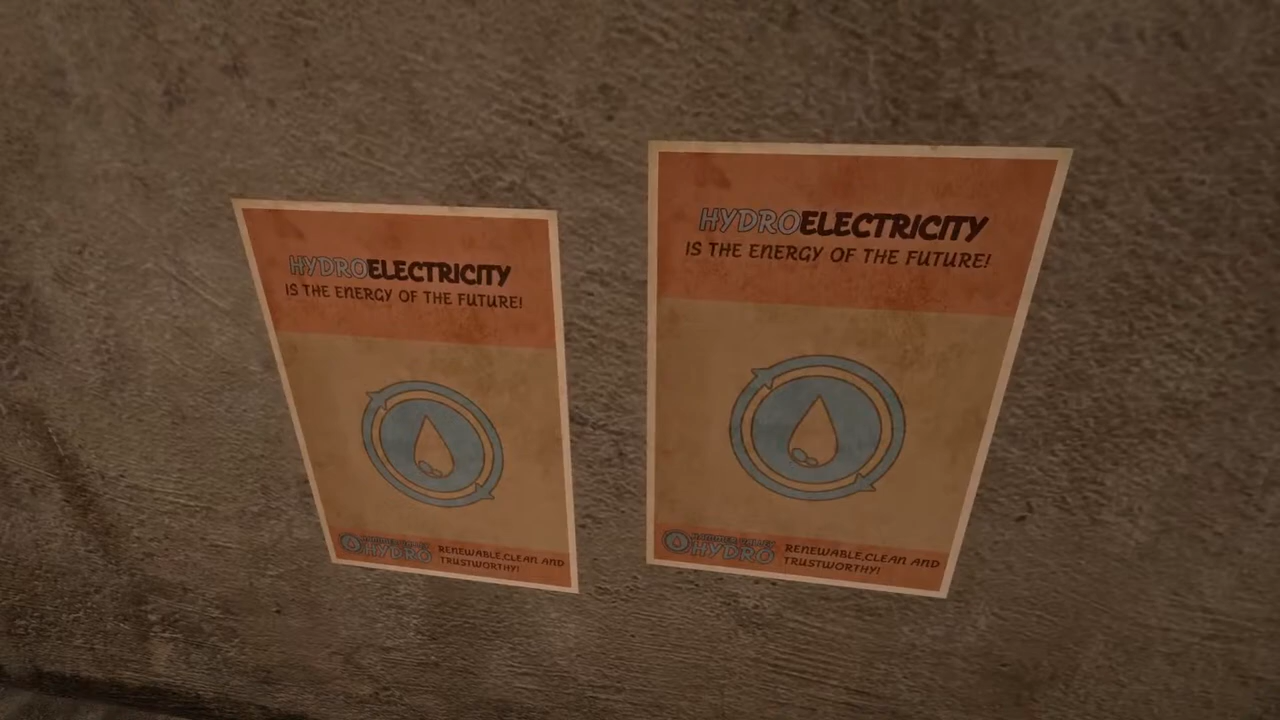 HYDROELECTRICITY
IS THE ENERGY OF THE FUTURE!
HYDRO
RENEWABLE,CLEAN AND
TRUSTWORTHY!
HYDROELECTRICITY
IS THE ENERGY OF THE FUTURE!
HYDRO
RENEWABLE,CLEAN AND
TRUSTWORTHY!